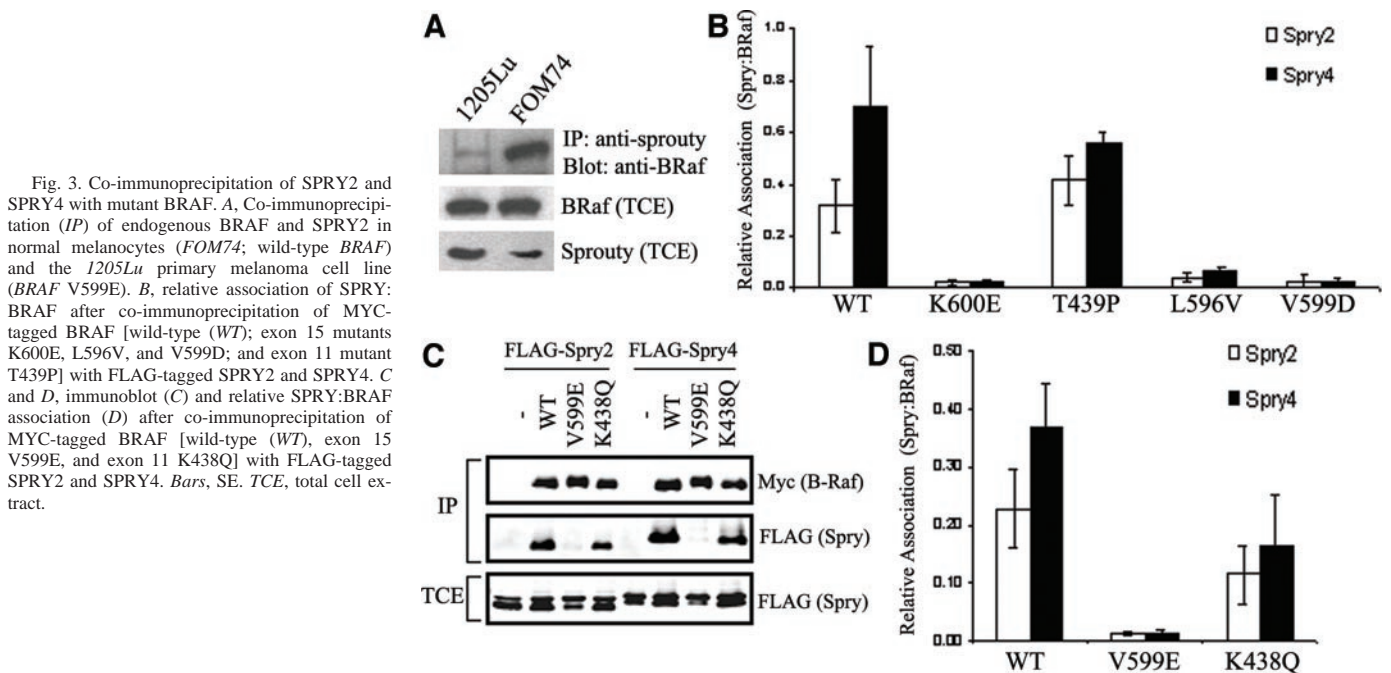 Fig. 3. Co-immunoprecipitation of SPRY2 and
SPRY4 with mutant BRAF. A, Co-immunoprecipi-
tation (IP) of endogenous BRAF and SPRY2 in
normal melanocytes (FOM74; wild-type BRAF)
and the 1205Lu primary melanoma cell line
(BRAF V599E). B, relative association of SPRY:
BRAF after co-immunoprecipitation of MYC-
tagged BRAF [wild-type (WT); exon 15 mutants
K600E, L596V, and V599D; and exon 11 mutant
T439P] with FLAG-tagged SPRY2 and SPRY4. C
and D, immunoblot (C) and relative SPRY:BRAF
association (D) after co-immunoprecipitation of
MYC-tagged BRAF [wild-type (WT), exon 15
V599E, and exon 11 K438Q] with FLAG-tagged
SPRY2 and SPRY4. Bars, SE. TCE, total cell ex-
tract.
A
1205Lu
FOM74
IP: anti-sprouty
Blot: anti-BRaf
BRaf (TCE)
Sprouty (TCE)
B
Relative Association (Spry:BRaf)
1.0
0.8
0.6
0.4
0.2
0.0
Spry2
Spry4
WT K600E T439P L596V V599D
C
FLAG-Spry2 FLAG-Spry4
- WT V599E K438Q - WT V599E K438Q
IP
Myc (B-Raf)
FLAG (Spry)
TCE
FLAG (Spry)
D
Relative Association (Spry:BRaf)
0.50
0.40
0.30
0.20
0.10
0.00
Spry2
Spry4
WT V599E K438Q